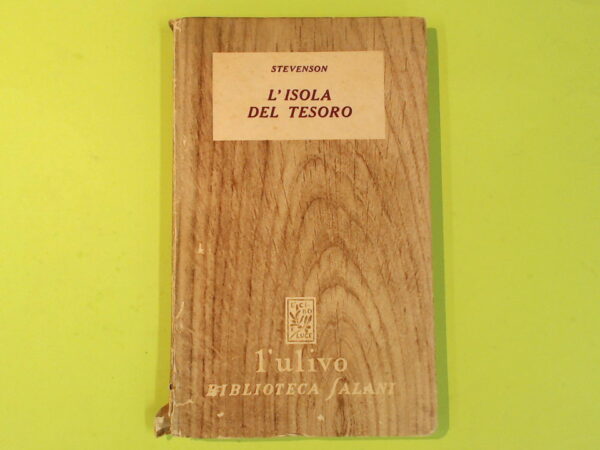 STEVENSON
L'ISOLA
DEL TESORO
l'ulivo
BIBLIOTECA SALANI